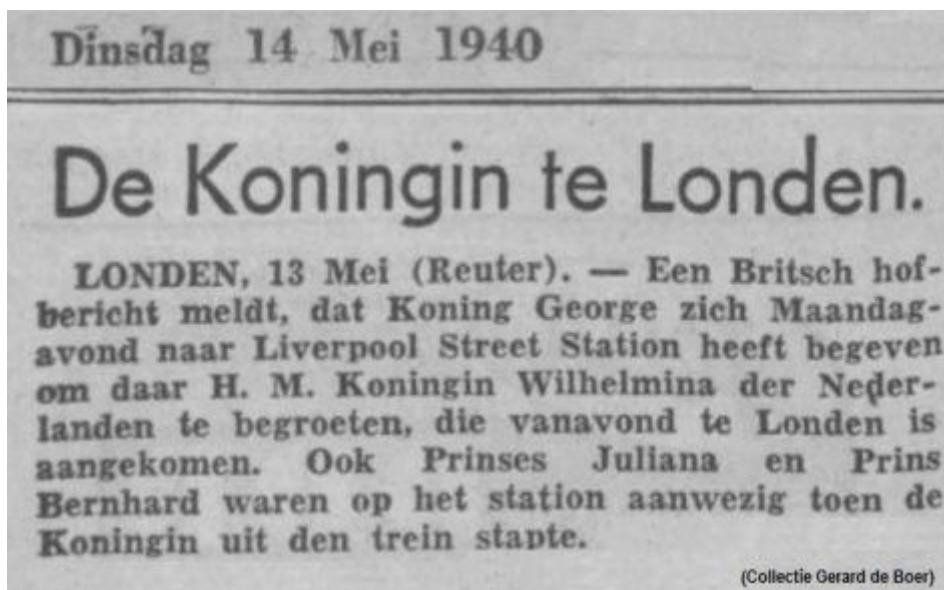 Dinsdag 14 Mei 1940
De Koningin te Londen.
LONDEN, 13 Mei (Reuter). — Een Britsch hof-
bericht meldt, dat Koning George zich Maandag-
avond naar Liverpool Street Station heeft begeven
om daar H. M. Koningin Wilhelmina der Neder-
landen te begroeten, die vanavond te Londen is
aangekomen. Ook Prinses Juliana en Prins
Bernhard waren op het station aanwezig toen de
Koningin uit den trein stapte.
(Collectie Gerard de Boer)